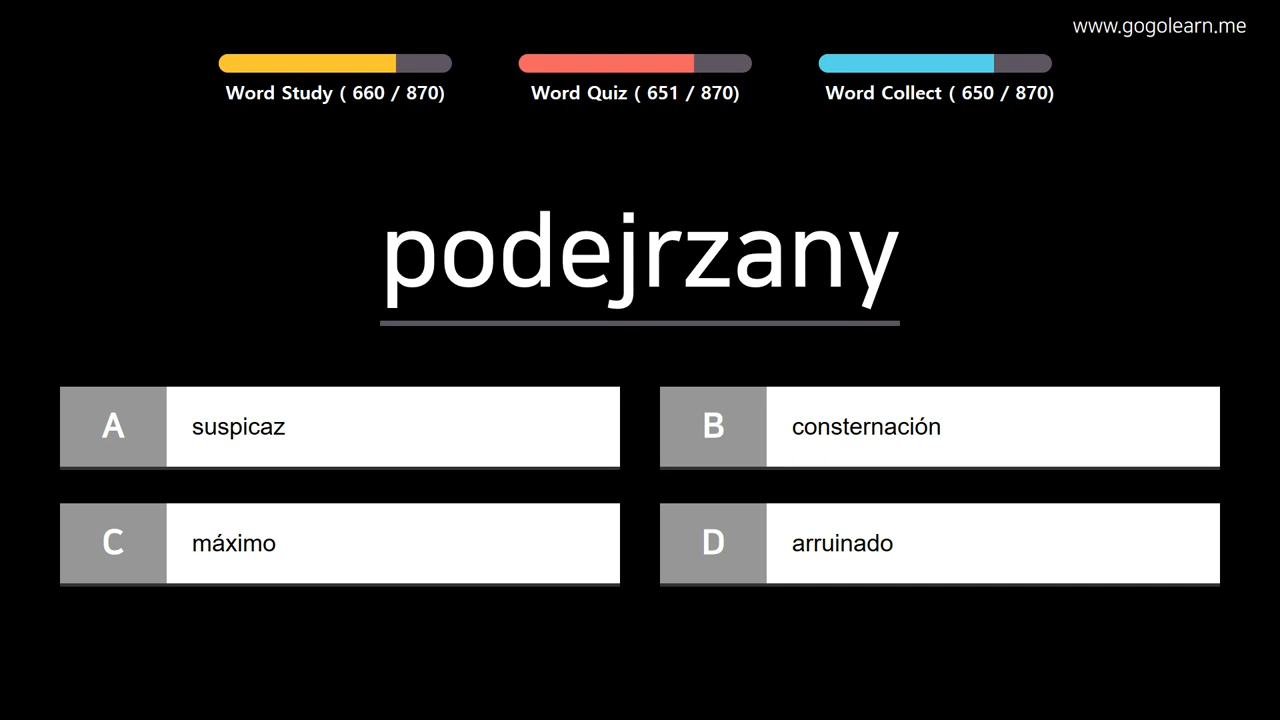 www.gogolearn.me
Word Study ( 660 / 870)
Word Quiz ( 651 / 870)
Word Collect ( 650 / 870)
podejrzany
A suspicaz
B consternación
C máximo
D arruinado